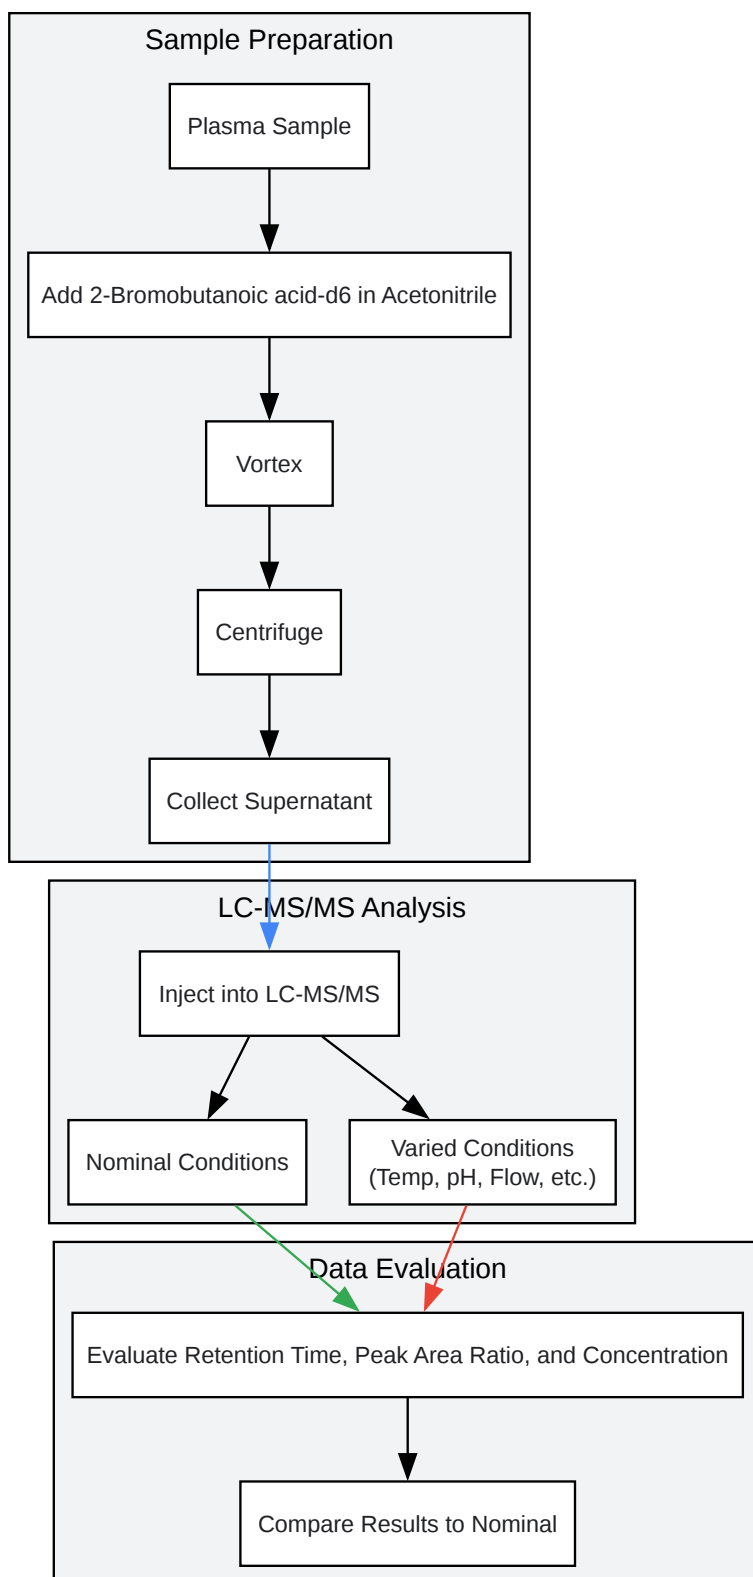 Sample Preparation
Plasma Sample
Add 2-Bromobutanoic acid-d6 in Acetonitrile
Vortex
Centrifuge
Collect Supernatant
LC-MS/MS Analysis
Inject into LC-MS/MS
Nominal Conditions
Varied Conditions
(Temp, pH, Flow, etc.)
Data Evaluation
Evaluate Retention Time, Peak Area Ratio, and Concentration
Compare Results to Nominal